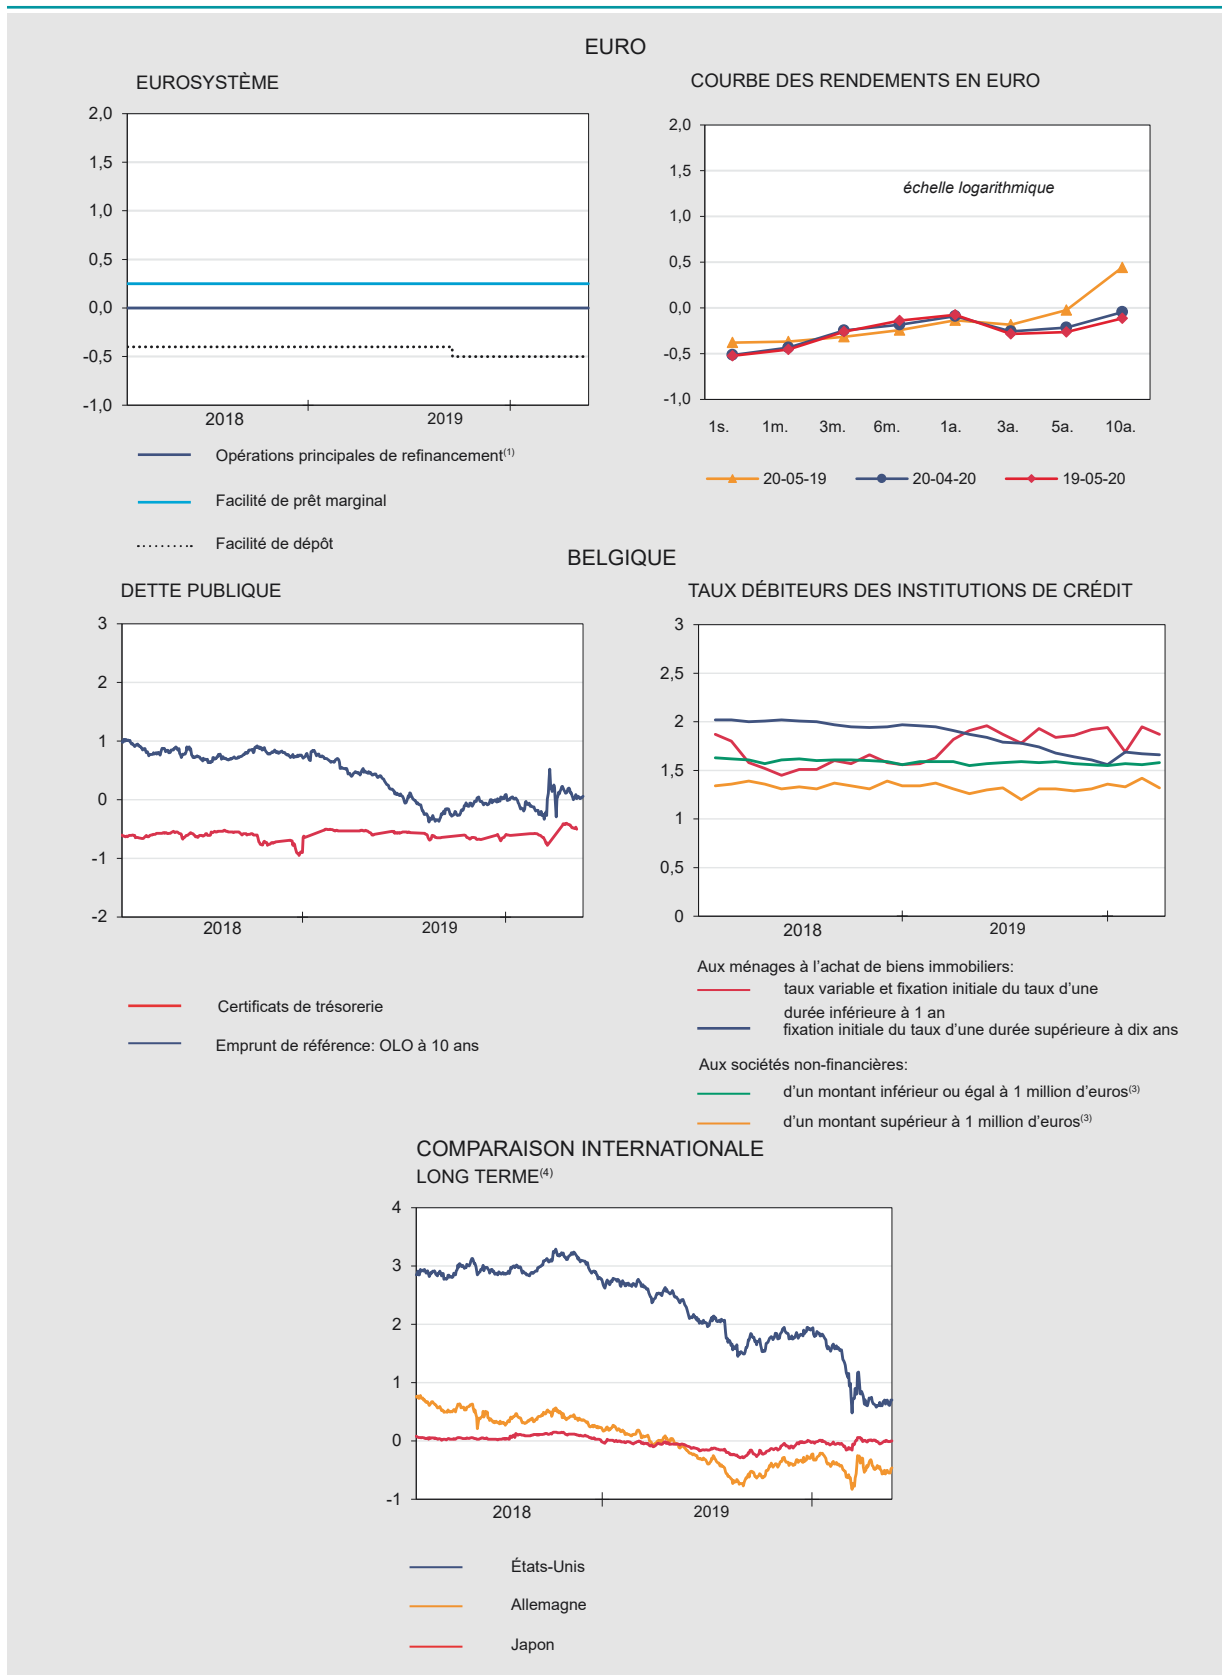 EURO
EUROSYSTÈME
2,0
1,5
1,0
0,5
0,0
-0,5
-1,0
2018 2019
Opérations principales de refinancement(1)
Facilité de prêt marginal
Facilité de dépôt
COURBE DES RENDEMENTS EN EURO
2,0
1,5
1,0
0,5
0,0
-0,5
-1,0
échelle logarithmique
1s. 1m. 3m. 6m. 1a. 3a. 5a. 10a.
20-05-19 20-04-20 19-05-20
BELGIQUE
DETTE PUBLIQUE
3
2
1
0
-1
-2
2018 2019
Certificats de trésorerie
Emprunt de référence: OLO à 10 ans
TAUX DÉBITEURS DES INSTITUTIONS DE CRÉDIT
3
2,5
2
1,5
1
0,5
0
2018 2019
Aux ménages à l'achat de biens immobiliers:
taux variable et fixation initiale du taux d'une
durée inférieure à 1 an
fixation initiale du taux d'une durée supérieure à dix ans
Aux sociétés non-financières:
d'un montant inférieur ou égal à 1 million d'euros(3)
d'un montant supérieur à 1 million d'euros(3)
COMPARAISON INTERNATIONALE
LONG TERME(4)
4
3
2
1
0
-1
2018 2019
États-Unis
Allemagne
Japon